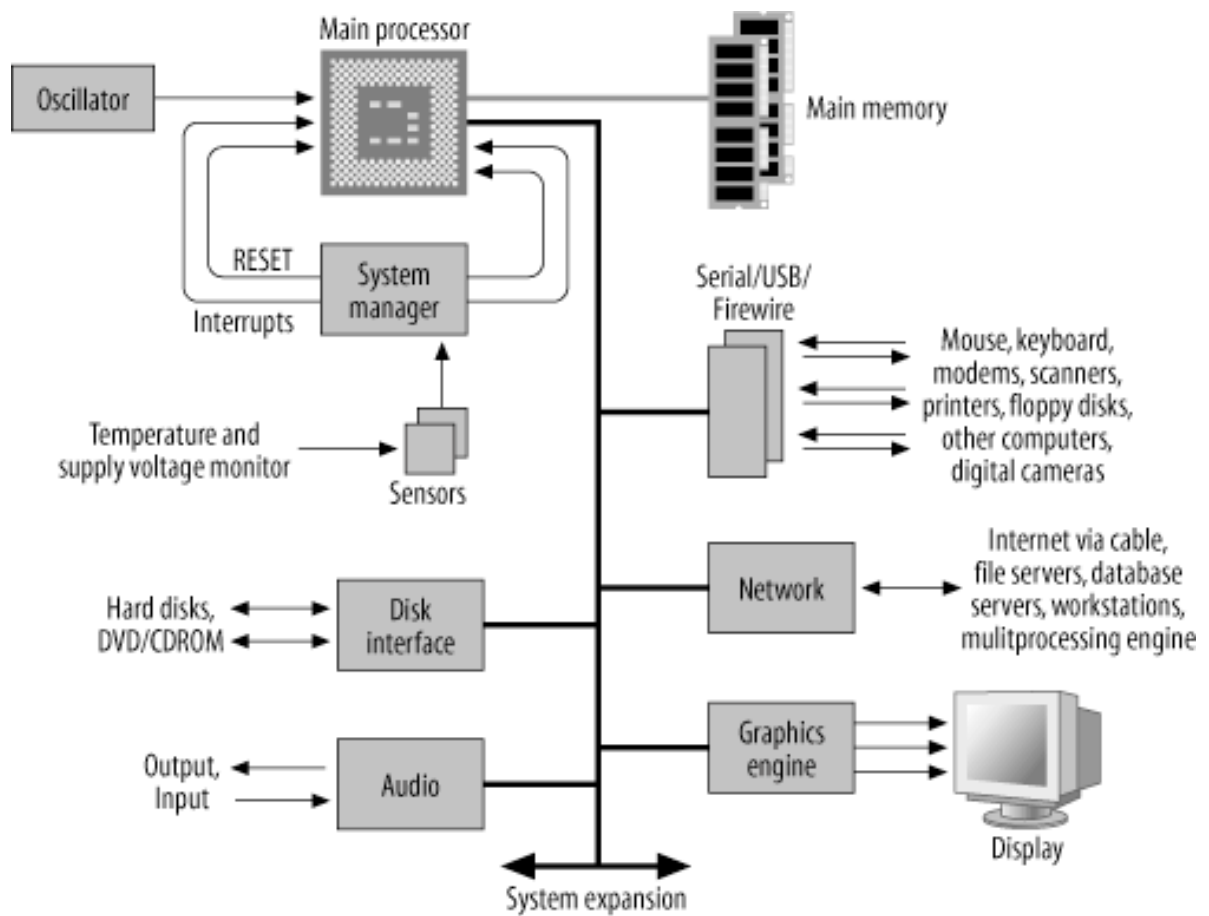 Main processor
Oscillator
Main memory
RESET
System
manager
Interrupts
Serial/USB/
Firewire
Mouse, keyboard,
modems, scanners,
printers, floppy disks,
other computers,
digital cameras
Temperature and
supply voltage monitor
Sensors
Hard disks,
DVD/CDROM
Disk
interface
Network
Internet via cable,
file servers, database
servers, workstations,
mulitprocessing engine
Output,
Input
Audio
Graphics
engine
Display
System expansion